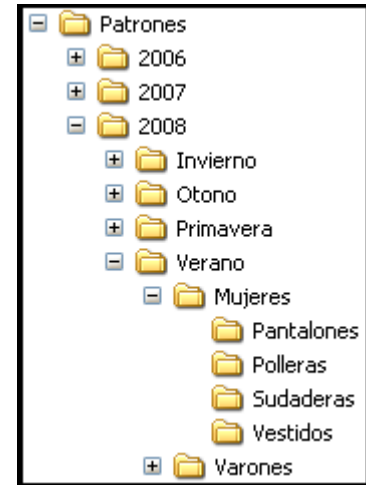 Patrones
2006
2007
2008
Invierno
Otono
Primavera
Verano
Mujeres
Pantalones
Polleras
Sudaderas
Vestidos
Varones